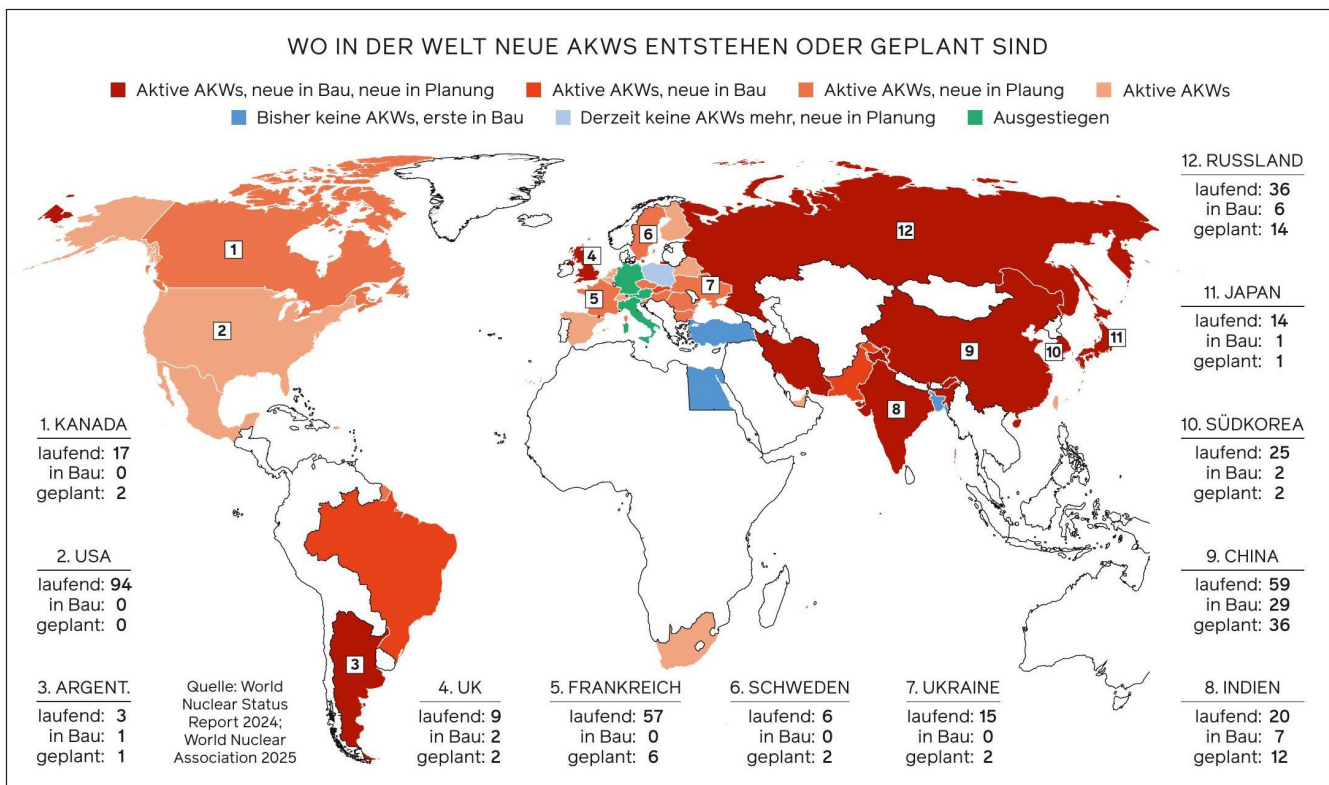 WO IN DER WELT NEUE AKWS ENTSTEHEN ODER GEPLANT SIND
Aktive AKWs, neue in Bau, neue in Planung
Aktive AKWs, neue in Bau
Aktive AKWs, neue in Plaung
Aktive AKWs
Bisher keine AKWs, erste in Bau
Derzeit keine AKWs mehr, neue in Planung
Ausgestiegen
1
2
3
4
5
6
7
8
9
10
11
12
1. KANADA
laufend: 17
in Bau: 0
geplant: 2
2. USA
laufend: 94
in Bau: 0
geplant: 0
3. ARGENT.
laufend: 3
in Bau: 1
geplant: 1
Quelle: World
Nuclear Status
Report 2024;
World Nuclear
Association 2025
4. UK
laufend: 9
in Bau: 2
geplant: 2
5. FRANKREICH
laufend: 57
in Bau: 0
geplant: 6
6. SCHWEDEN
laufend: 6
in Bau: 0
geplant: 2
7. UKRAINE
laufend: 15
in Bau: 0
geplant: 2
8. INDIEN
laufend: 20
in Bau: 7
geplant: 12
9. CHINA
laufend: 59
in Bau: 29
geplant: 36
10. SÜDKOREA
laufend: 25
in Bau: 2
geplant: 2
11. JAPAN
laufend: 14
in Bau: 1
geplant: 1
12. RUSSLAND
laufend: 36
in Bau: 6
geplant: 14